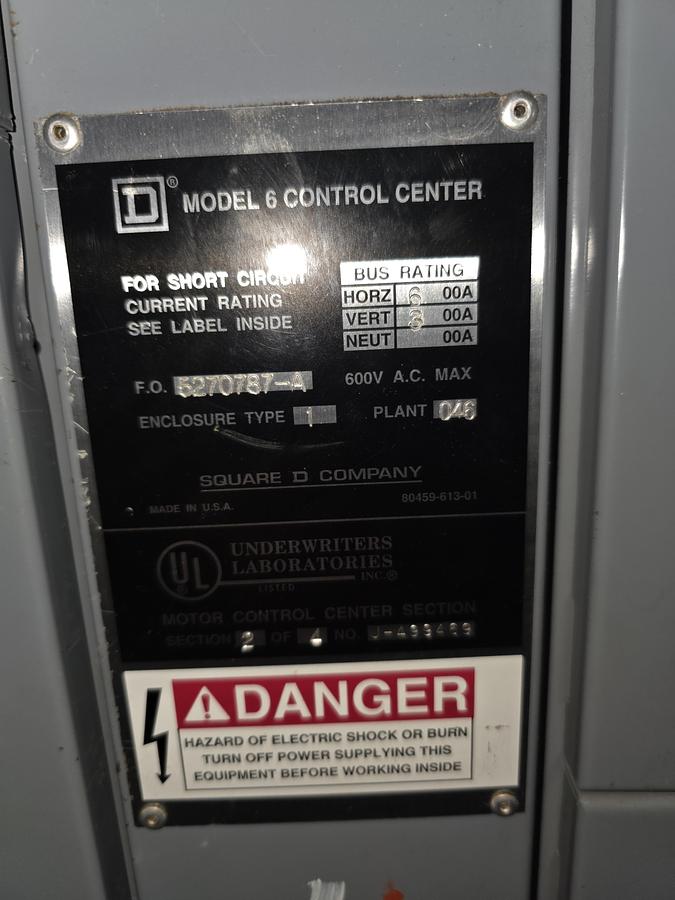 D® MODEL 6 CONTROL CENTER
FOR SHORT CIRCUIT
CURRENT RATING
SEE LABEL INSIDE
BUS RATING
HORZ 6 00A
VERT 3 00A
NEUT 00A
F.O. 5270787-A 600V A.C. MAX
ENCLOSURE TYPE 1 PLANT 046
SQUARE D COMPANY
MADE IN U.S.A. 80459-613-01
UL
UNDERWRITERS
LABORATORIES
INC.®
LISTED
MOTOR CONTROL CENTER SECTION
SECTION 2 OF 4 NO. J-499469
DANGER
HAZARD OF ELECTRIC SHOCK OR BURN
TURN OFF POWER SUPPLYING THIS
EQUIPMENT BEFORE WORKING INSIDE